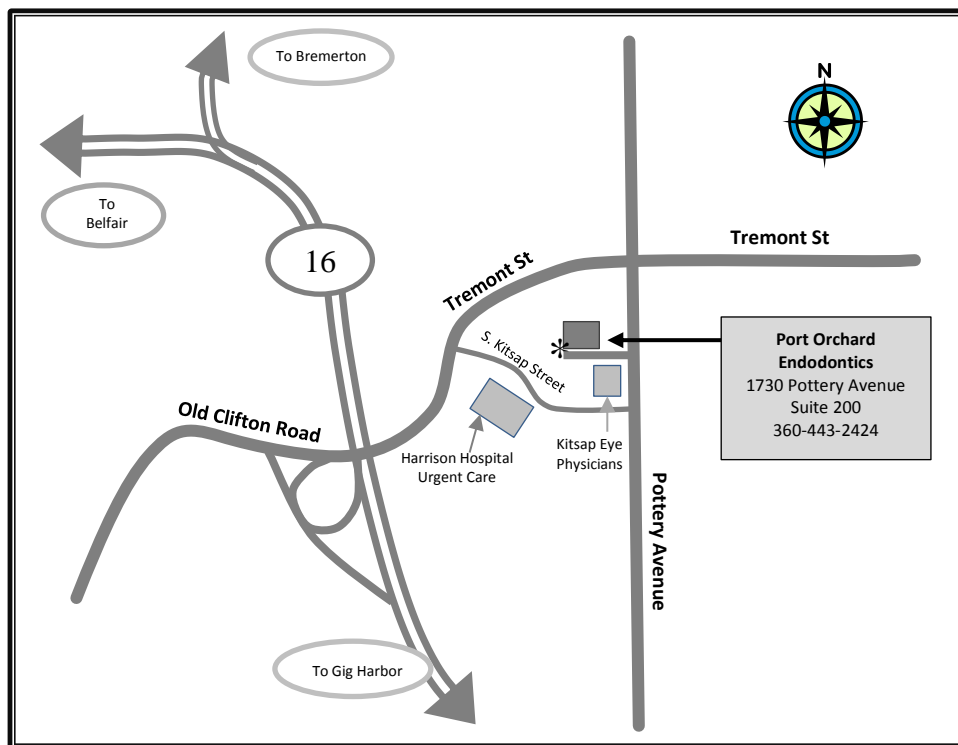 To Bremerton
N
To
Belfair
16
Tremont St
Tremont St
S. Kitsap Street
Port Orchard
Endodontics
1730 Pottery Avenue
Suite 200
360-443-2424
Old Clifton Road
Harrison Hospital
Urgent Care
Kitsap Eye
Physicians
Pottery Avenue
To Gig Harbor